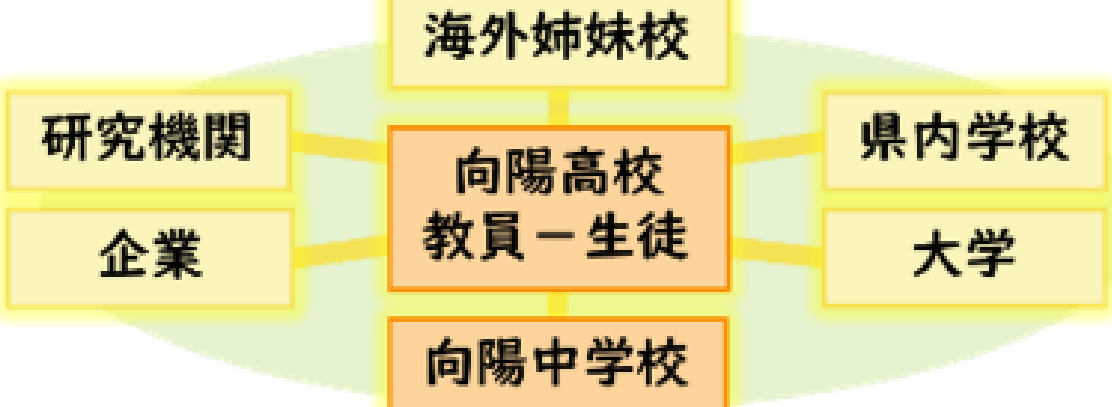 海外姉妹校
研究機関
県内学校
向陽高校
教員－生徒
企業
大学
向陽中学校